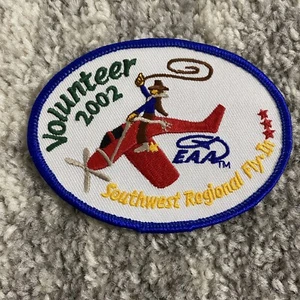 Volunteer
2002
EAA TM
Southwest Regional Fly-In